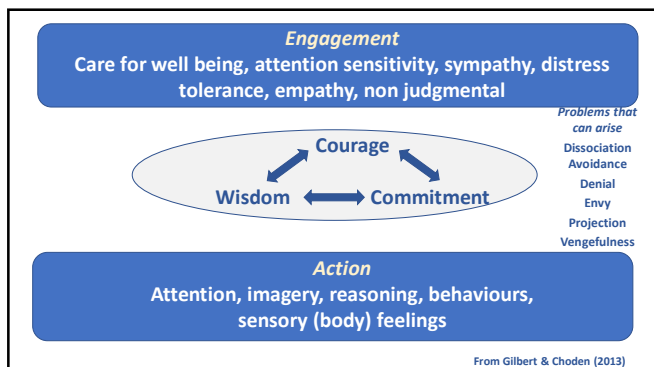 Engagement
Care for well being, attention sensitivity, sympathy, distress
tolerance, empathy, non judgmental
Problems that
can arise
Dissociation
Avoidance
Denial
Envy
Projection
Vengefulness
Courage
Wisdom
Commitment
Action
Attention, imagery, reasoning, behaviours,
sensory (body) feelings
From Gilbert & Choden (2013)